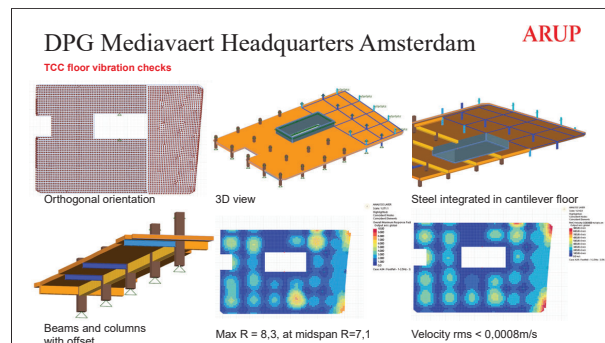 DPG Mediavaert Headquarters Amsterdam
ARUP
TCC floor vibration checks
Orthogonal orientation
3D view
Steel integrated in cantilever floor
Beams and columns
with offset
Max R = 8,3, at midspan R=7,1
Velocity rms < 0,0008m/s